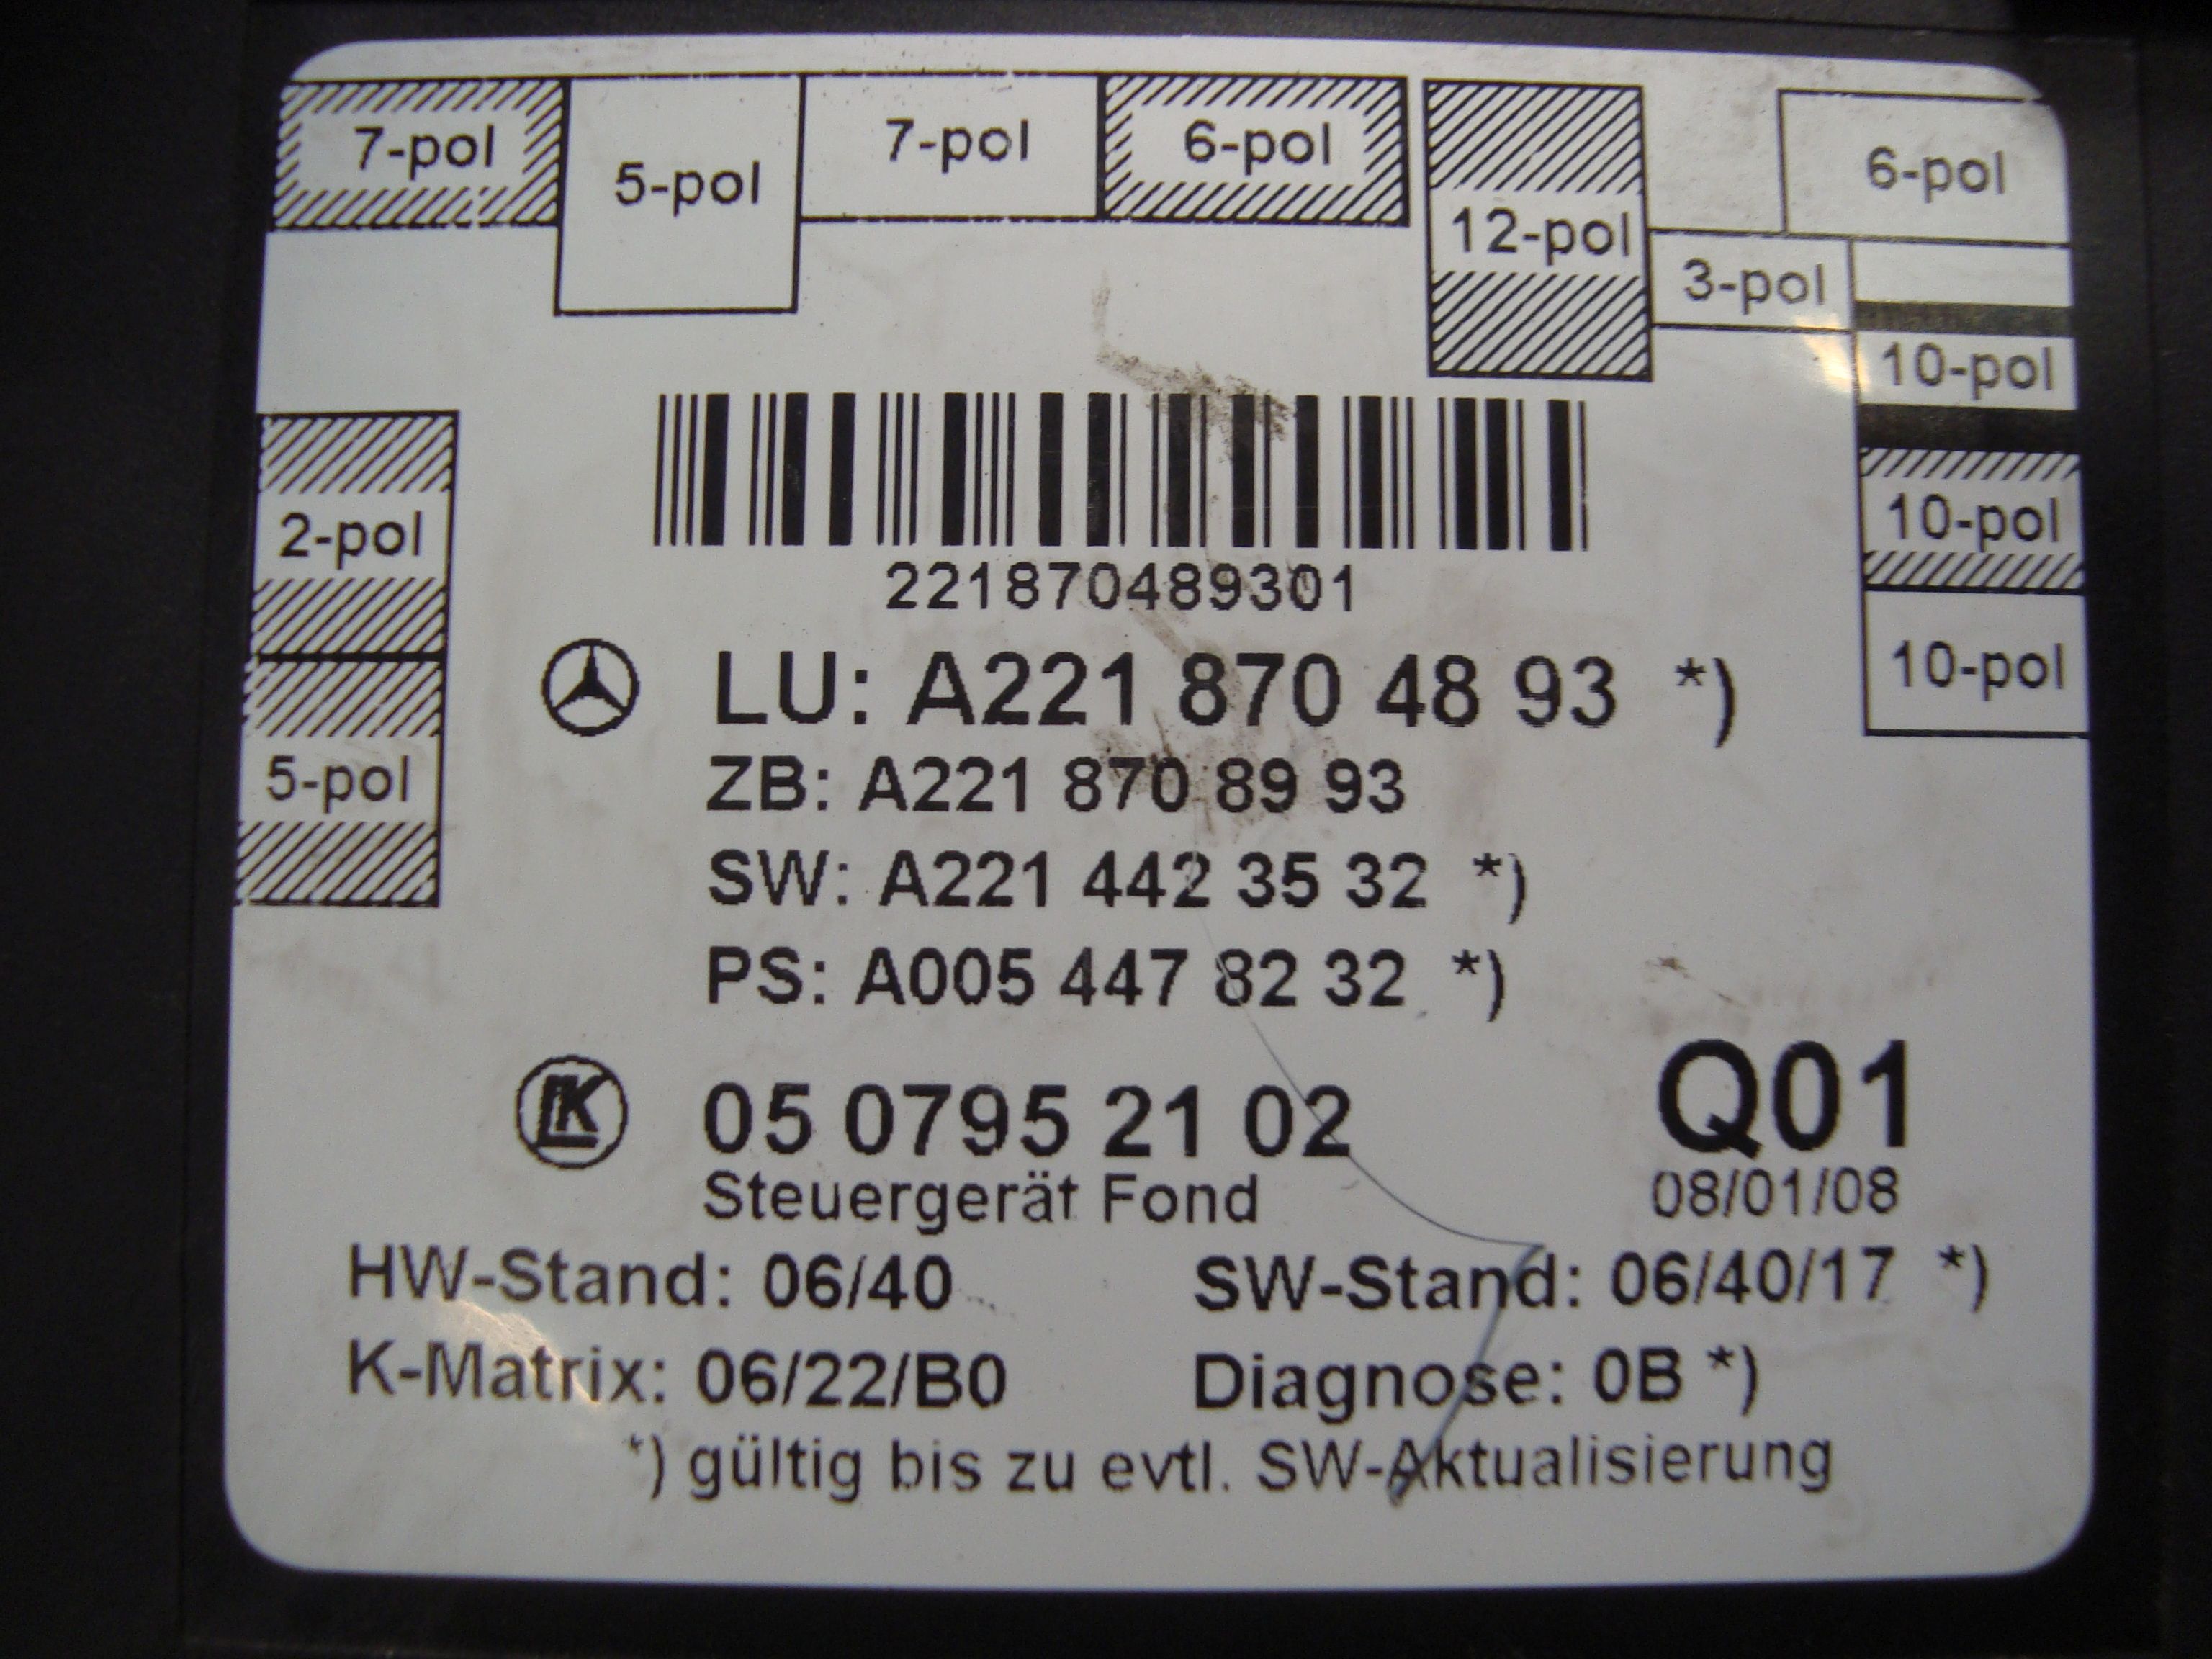 7-pol
5-pol
7-pol
6-pol
12-pol
6-pol
3-pol
10-pol
10-pol
10-pol
2-pol
5-pol
221870489301
LU: A221 870 48 93 *)
ZB: A221 870 89 93
SW: A221 442 35 32 *)
PS: A005 447 82 32 *)
LK 05 0795 21 02 Q01
Steuergerät Fond 08/01/08
HW-Stand: 06/40 SW-Stand: 06/40/17 *)
K-Matrix: 06/22/B0 Diagnose: 0B *)
*) gültig bis zu evtl. SW-Aktualisierung